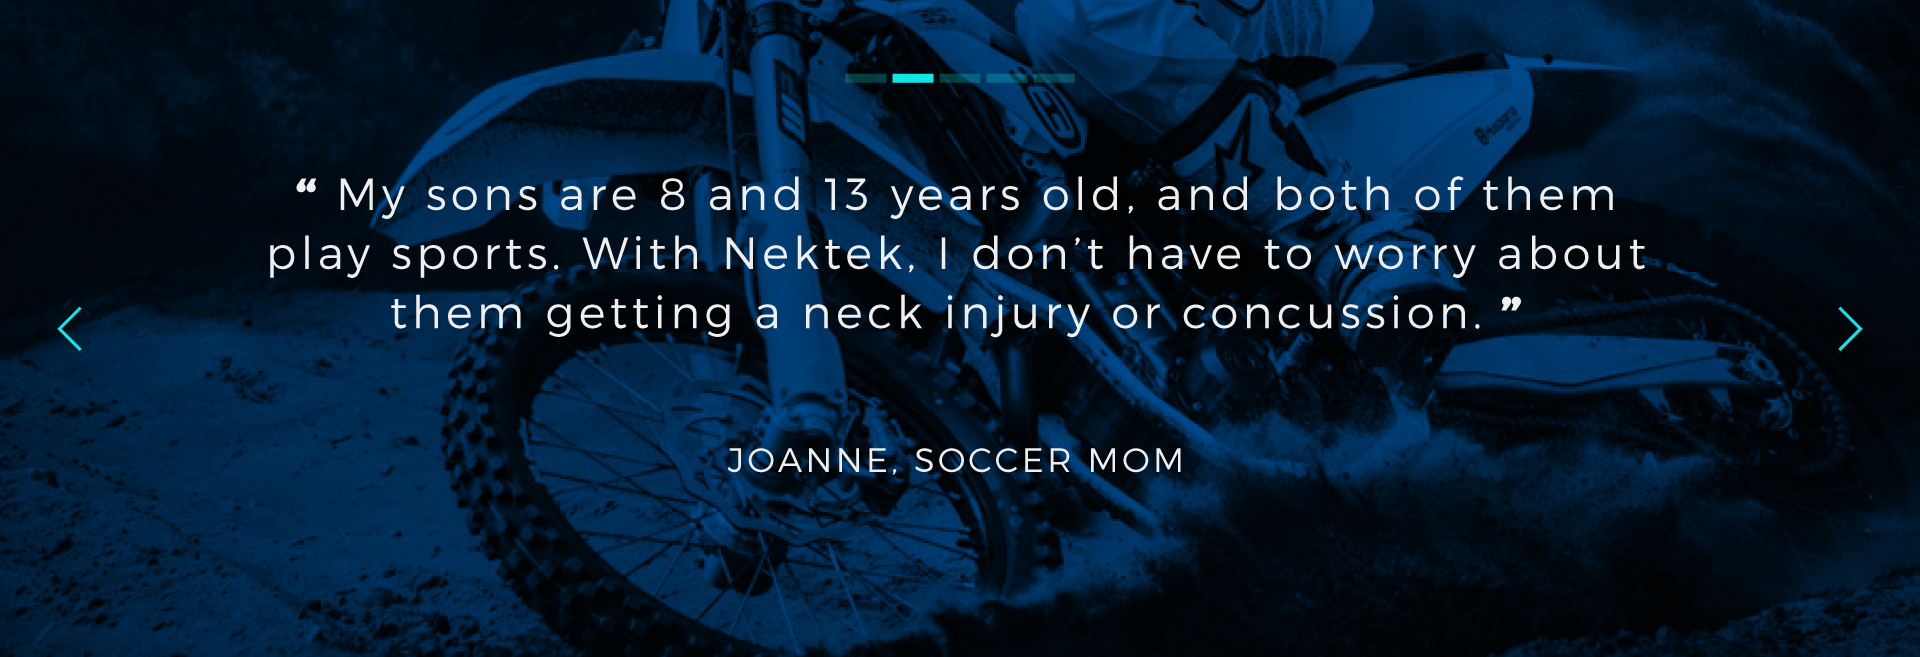 “ My sons are 8 and 13 years old, and both of them
play sports. With Nektek, I don’t have to worry about
them getting a neck injury or concussion. ”
JOANNE, SOCCER MOM